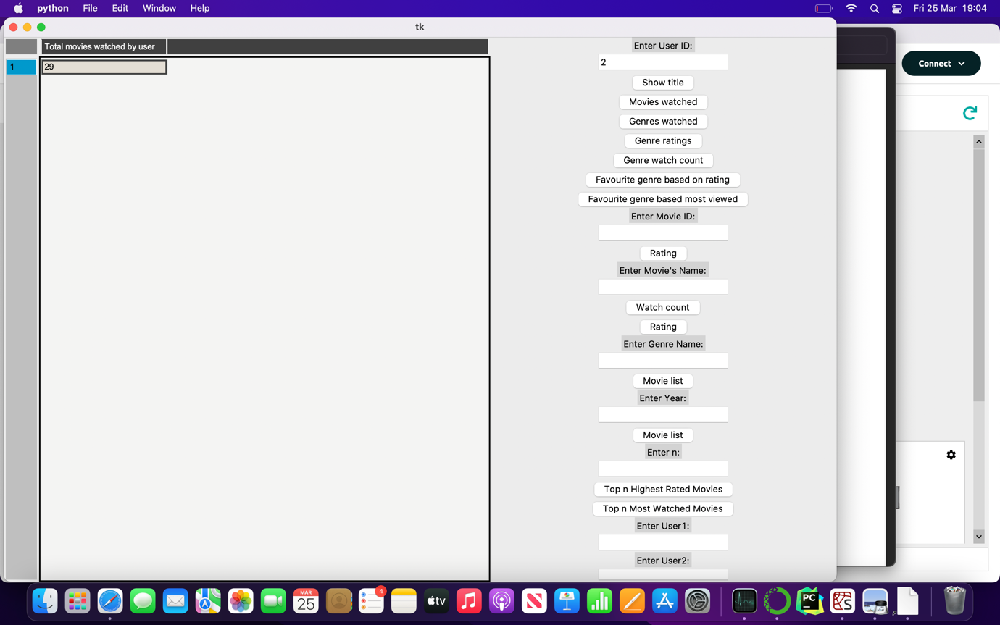 python File Edit Window Help Fri 25 Mar 19:04
tk
Total movies watched by user
1 29
Enter User ID:
2
Show title
Movies watched
Genres watched
Genre ratings
Genre watch count
Favourite genre based on rating
Favourite genre based most viewed
Enter Movie ID:
Rating
Enter Movie's Name:
Watch count
Rating
Enter Genre Name:
Movie list
Enter Year:
Movie list
Enter n:
Top n Highest Rated Movies
Top n Most Watched Movies
Enter User1:
Enter User2:
Connect
MAR
25
4
tv
PC